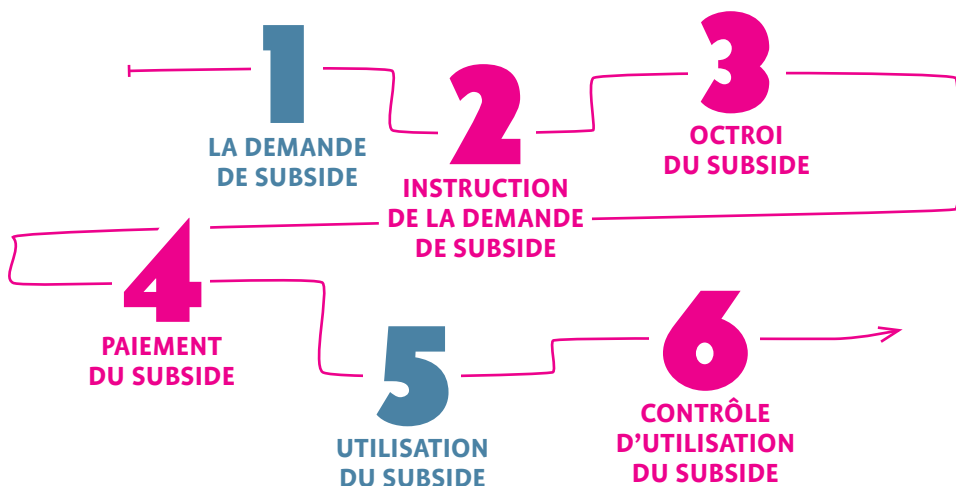 1
LA DEMANDE
DE SUBSIDE
2
INSTRUCTION
DE LA DEMANDE
DE SUBSIDE
3
OCTROI
DU SUBSIDE
4
PAIEMENT
DU SUBSIDE
5
UTILISATION
DU SUBSIDE
6
CONTRÔLE
D’UTILISATION
DU SUBSIDE